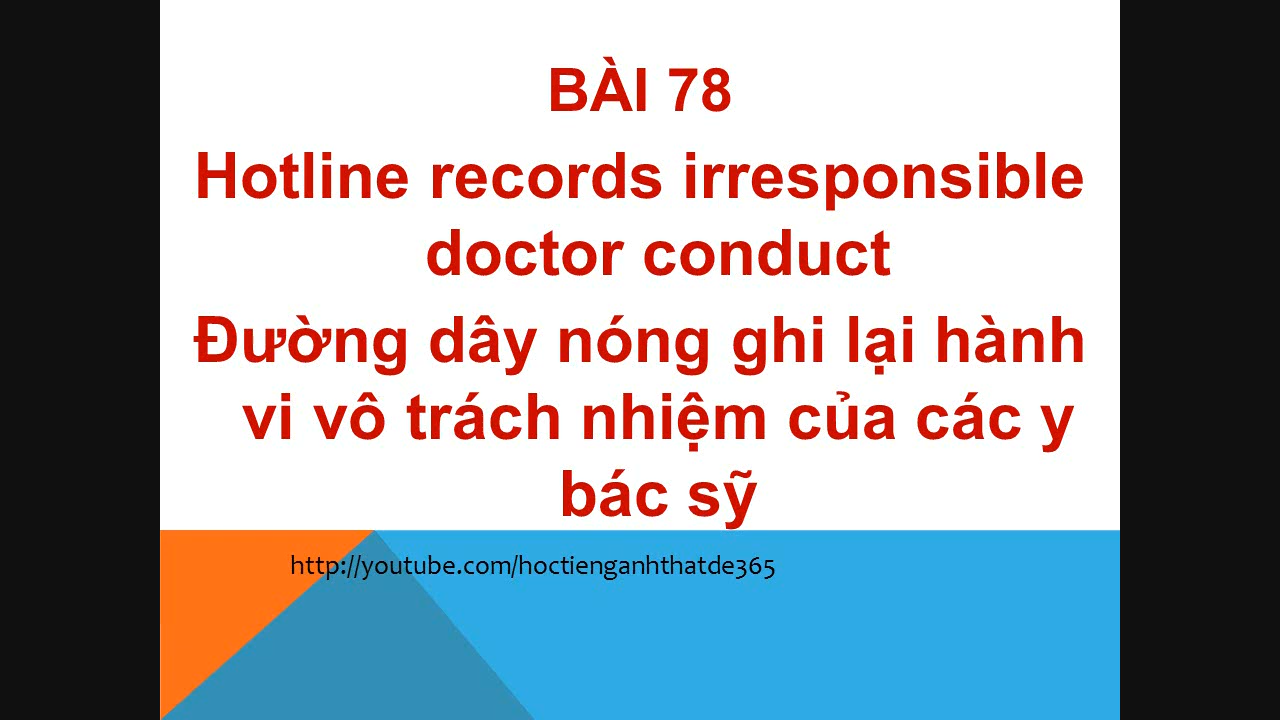 BÀI 78
Hotline records irresponsible
doctor conduct
Đường dây nóng ghi lại hành
vi vô trách nhiệm của các y
bác sỹ
http://youtube.com/hoctienganhthatde365